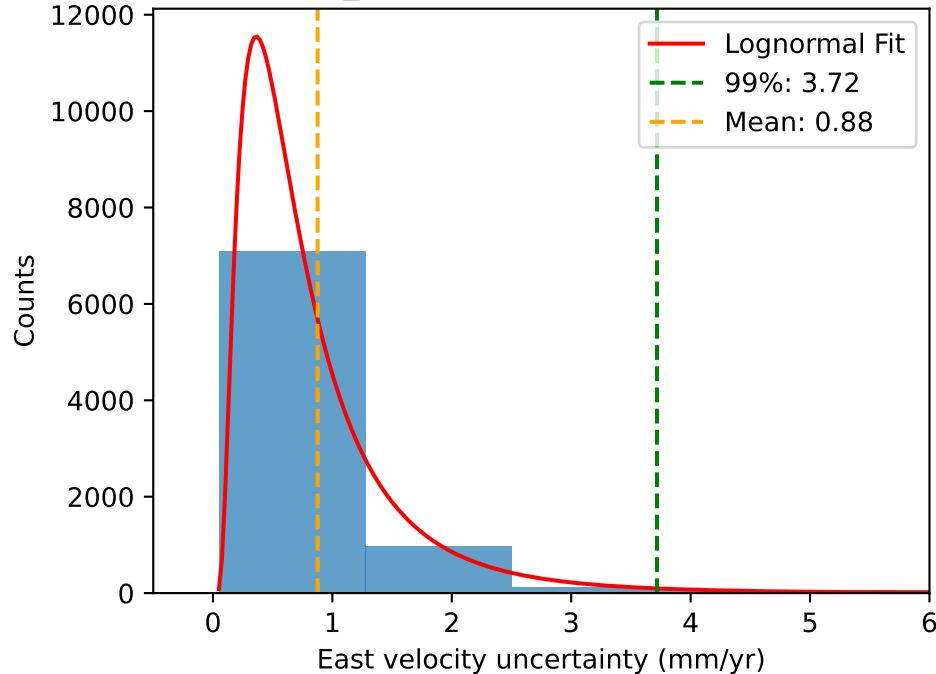 12000
10000
8000
6000
4000
2000
0
Counts
Lognormal Fit
99%: 3.72
Mean: 0.88
0 1 2 3 4 5 6
East velocity uncertainty (mm/yr)